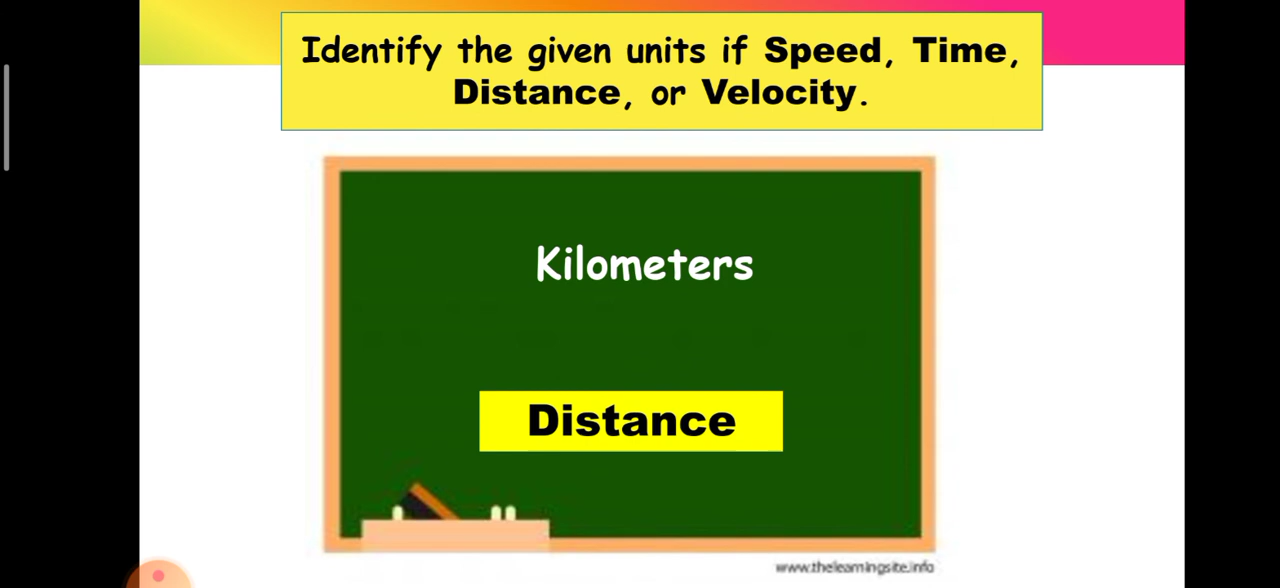 Identify the given units if Speed, Time,
Distance, or Velocity.
Kilometers
Distance
www.thelearningsite.info